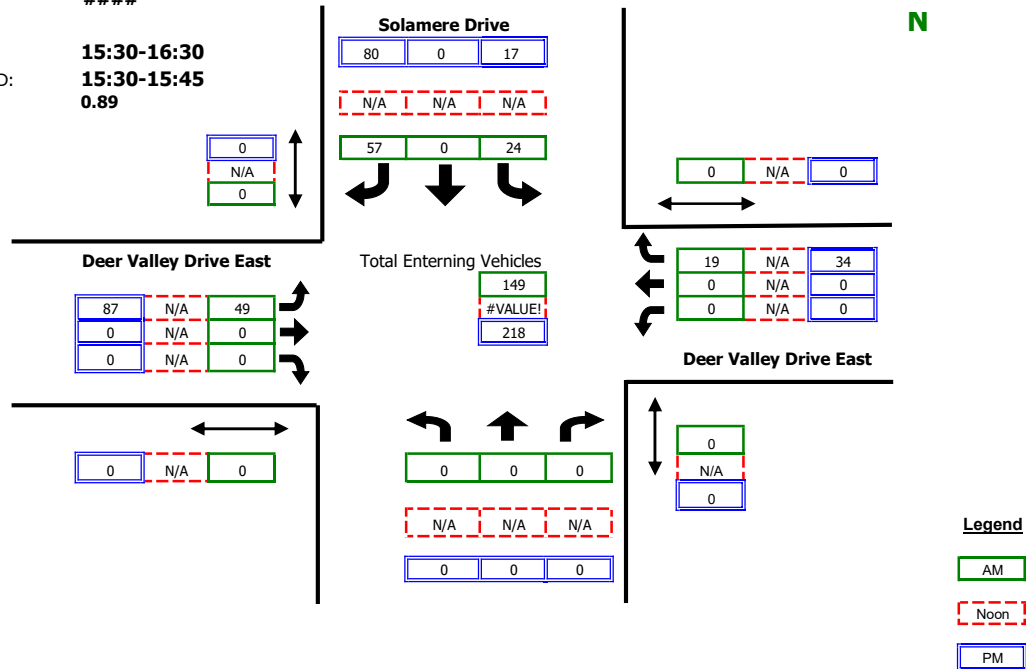 ####
N
Solamere Drive
15:30-16:30
80 0 17
D:
15:30-15:45
0.89
N/A N/A N/A
0
57 0 24
N/A
0
0 N/A 0
Deer Valley Drive East
Total Enterning Vehicles
19 N/A 34
149
0 N/A 0
87 N/A 49
#VALUE!
0 N/A 0
0 N/A 0
218
0 N/A 0
Deer Valley Drive East
0
0 N/A 0
0 0 0
N/A
0
N/A N/A N/A
Legend
0 0 0
AM
Noon
PM